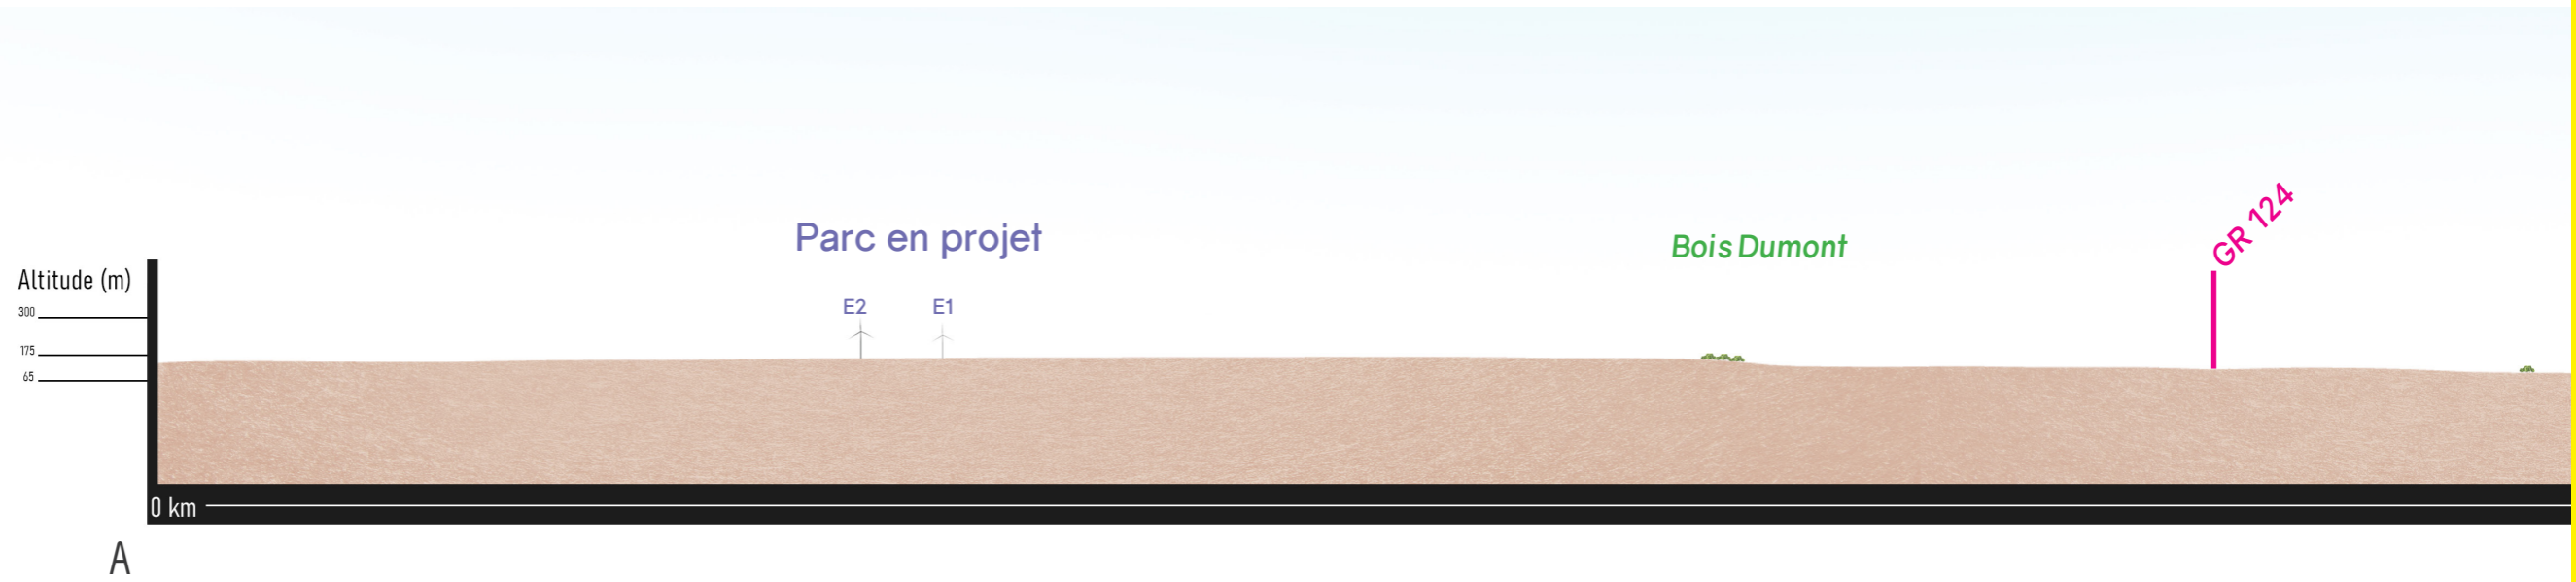 GR 124
Parc en projet
Bois Dumont
Altitude (m)
300
E2
E1
175
65
0 km
A